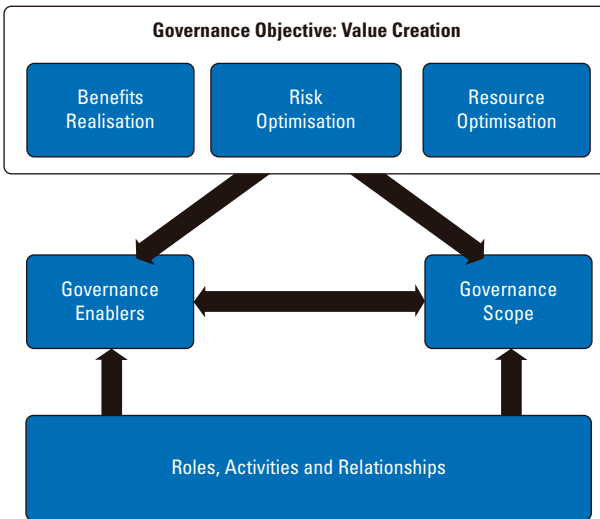 Governance Objective: Value Creation
Benefits
Realisation
Risk
Optimisation
Resource
Optimisation
Governance
Enablers
Governance
Scope
Roles, Activities and Relationships